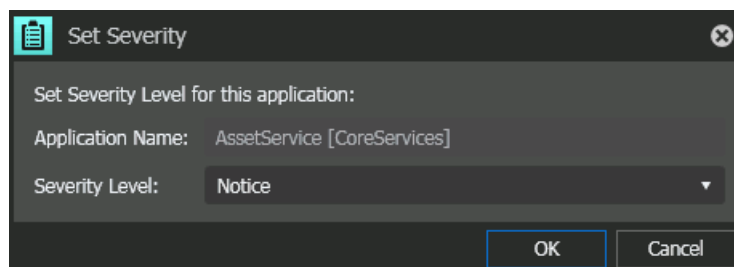 Set Severity
Set Severity Level for this application:
Application Name: AssetService [CoreServices]
Severity Level: Notice
OK Cancel